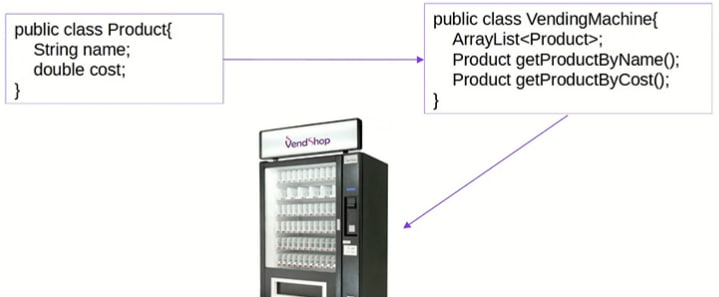 public class Product{
String name;
double cost;
}
public class VendingMachine{
ArrayList<Product>;
Product getProductByName();
Product getProductByCost();
}
VendShop